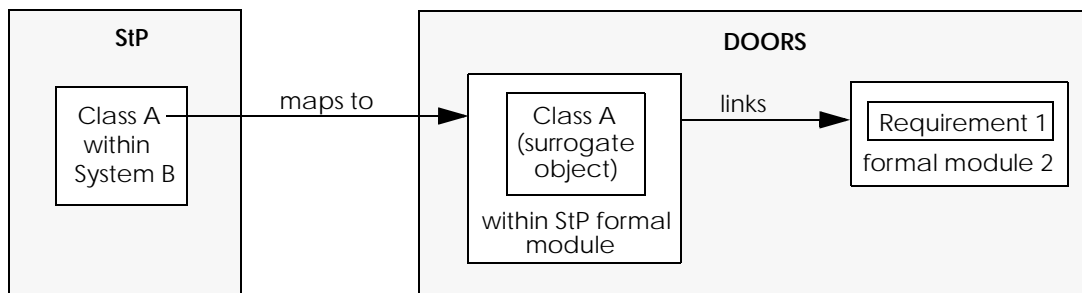 StP
DOORS
Class A
within
System B
maps to
Class A
(surrogate
object)
within StP formal
module
links
Requirement 1
formal module 2